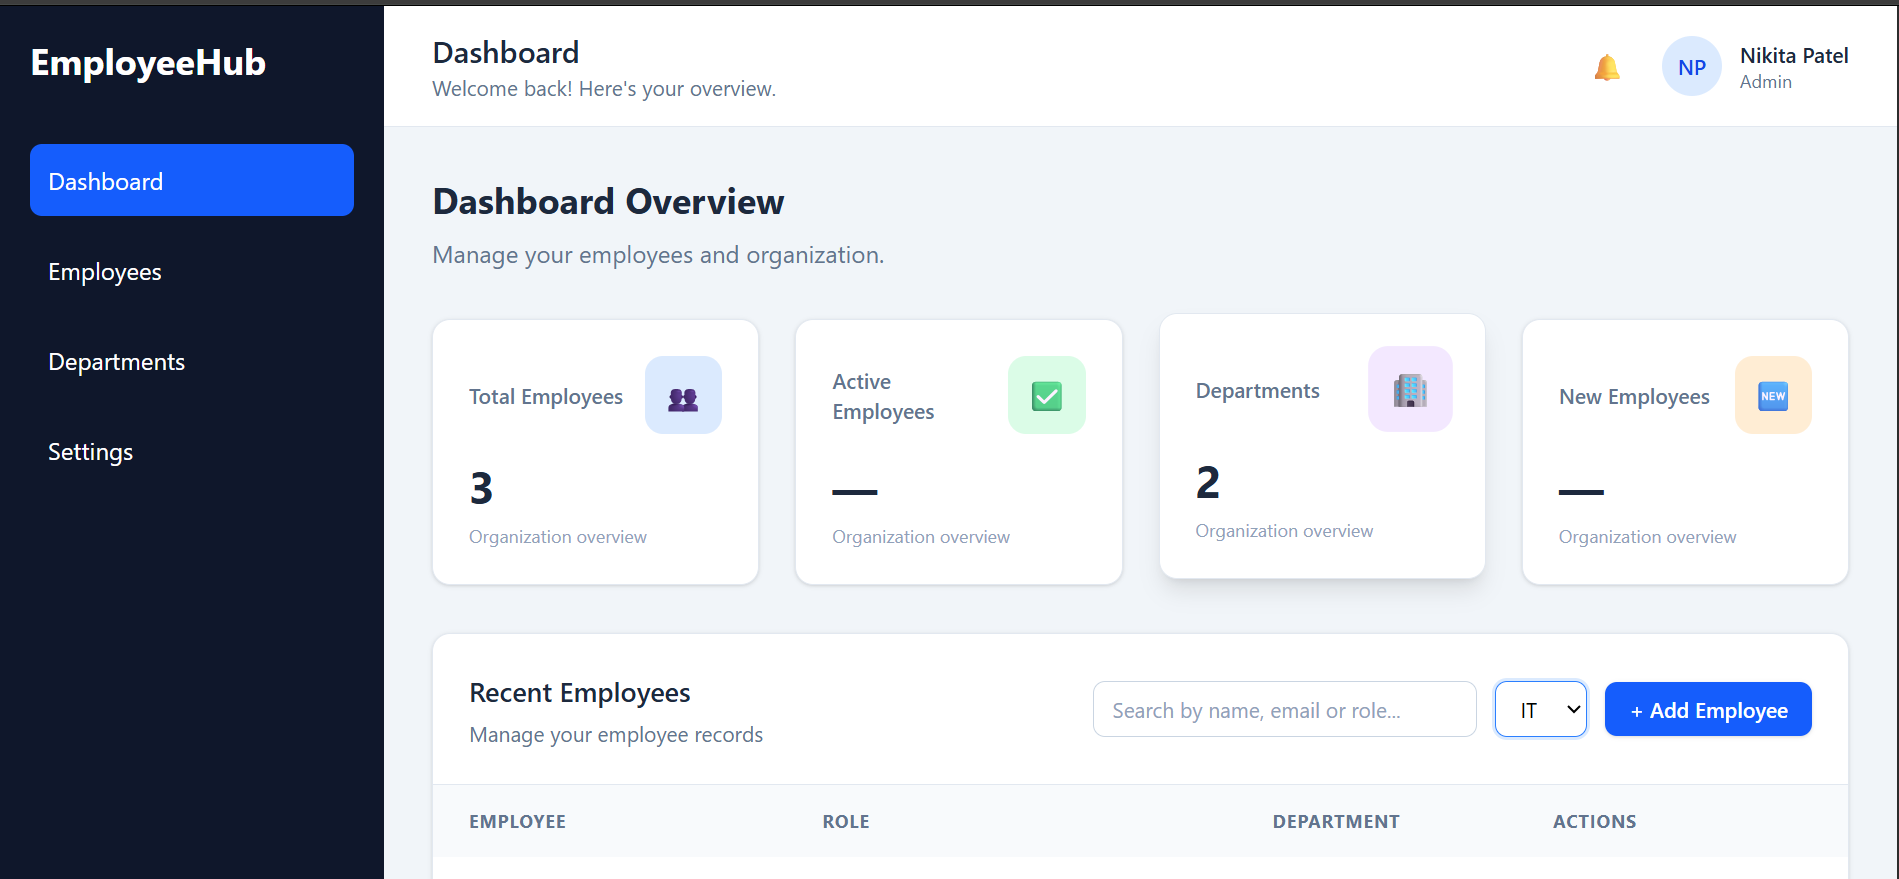 EmployeeHub
Dashboard
Employees
Departments
Settings
Dashboard
Welcome back! Here's your overview.
NP
Nikita Patel
Admin
Dashboard Overview
Manage your employees and organization.
Total Employees
3
Organization overview
Active
Employees
—
Organization overview
Departments
2
Organization overview
New Employees
NEW
—
Organization overview
Recent Employees
Manage your employee records
Search by name, email or role...
IT
+ Add Employee
EMPLOYEE ROLE DEPARTMENT ACTIONS